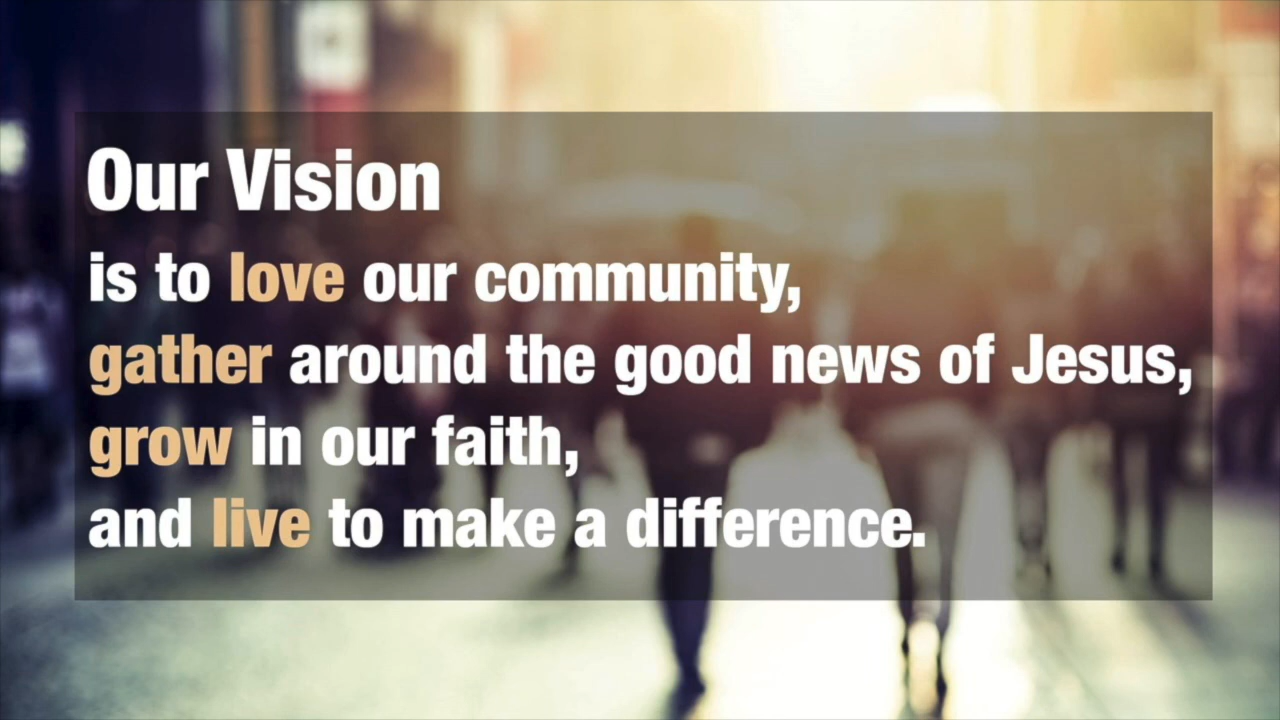 Our Vision
is to love our community,
gather around the good news of Jesus,
grow in our faith,
and live to make a difference.